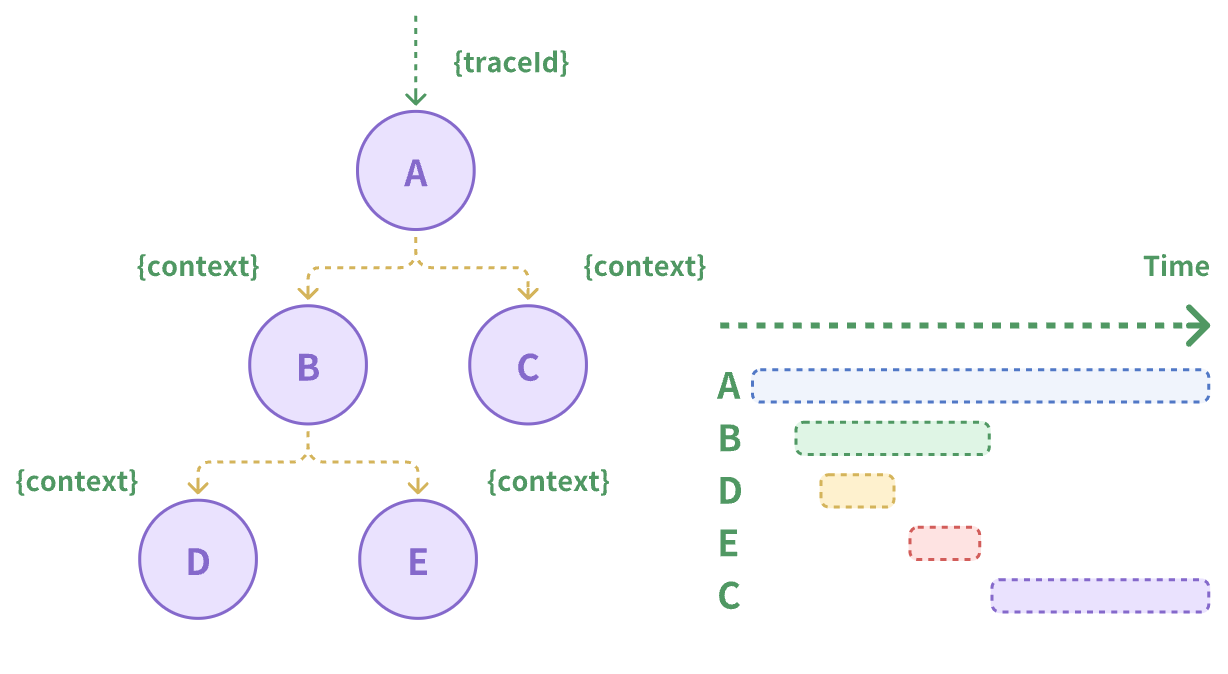 {traceId}
A
{context}
{context}
B
C
{context}
{context}
D
E
Time
A
B
D
E
C